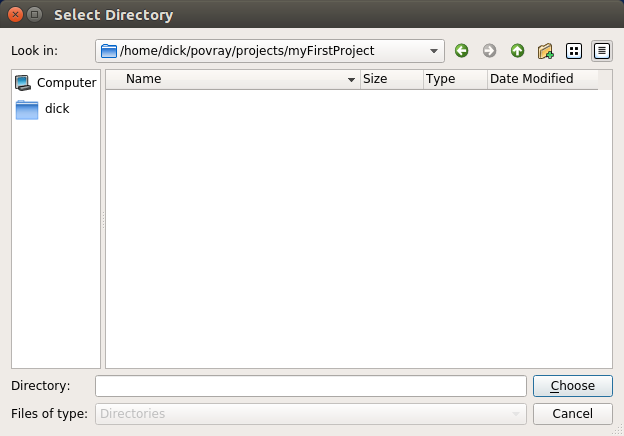 Select Directory
Look in: /home/dick/povray/projects/myFirstProject
Computer
dick
Name Size Type Date Modified
Directory: Choose
Files of type: Directories Cancel